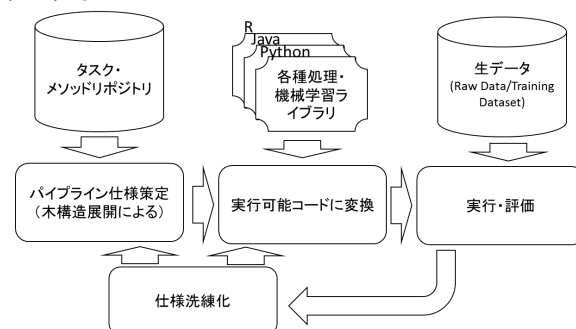 タスク・
メソッドリポジトリ
R
Java
Python
各種処理・
機械学習ラ
イブラリ
生データ
(Raw Data/Training
Dataset)
パイプライン仕様策定
（木構造展開による）
実行可能コードに変換
実行・評価
仕様洗練化